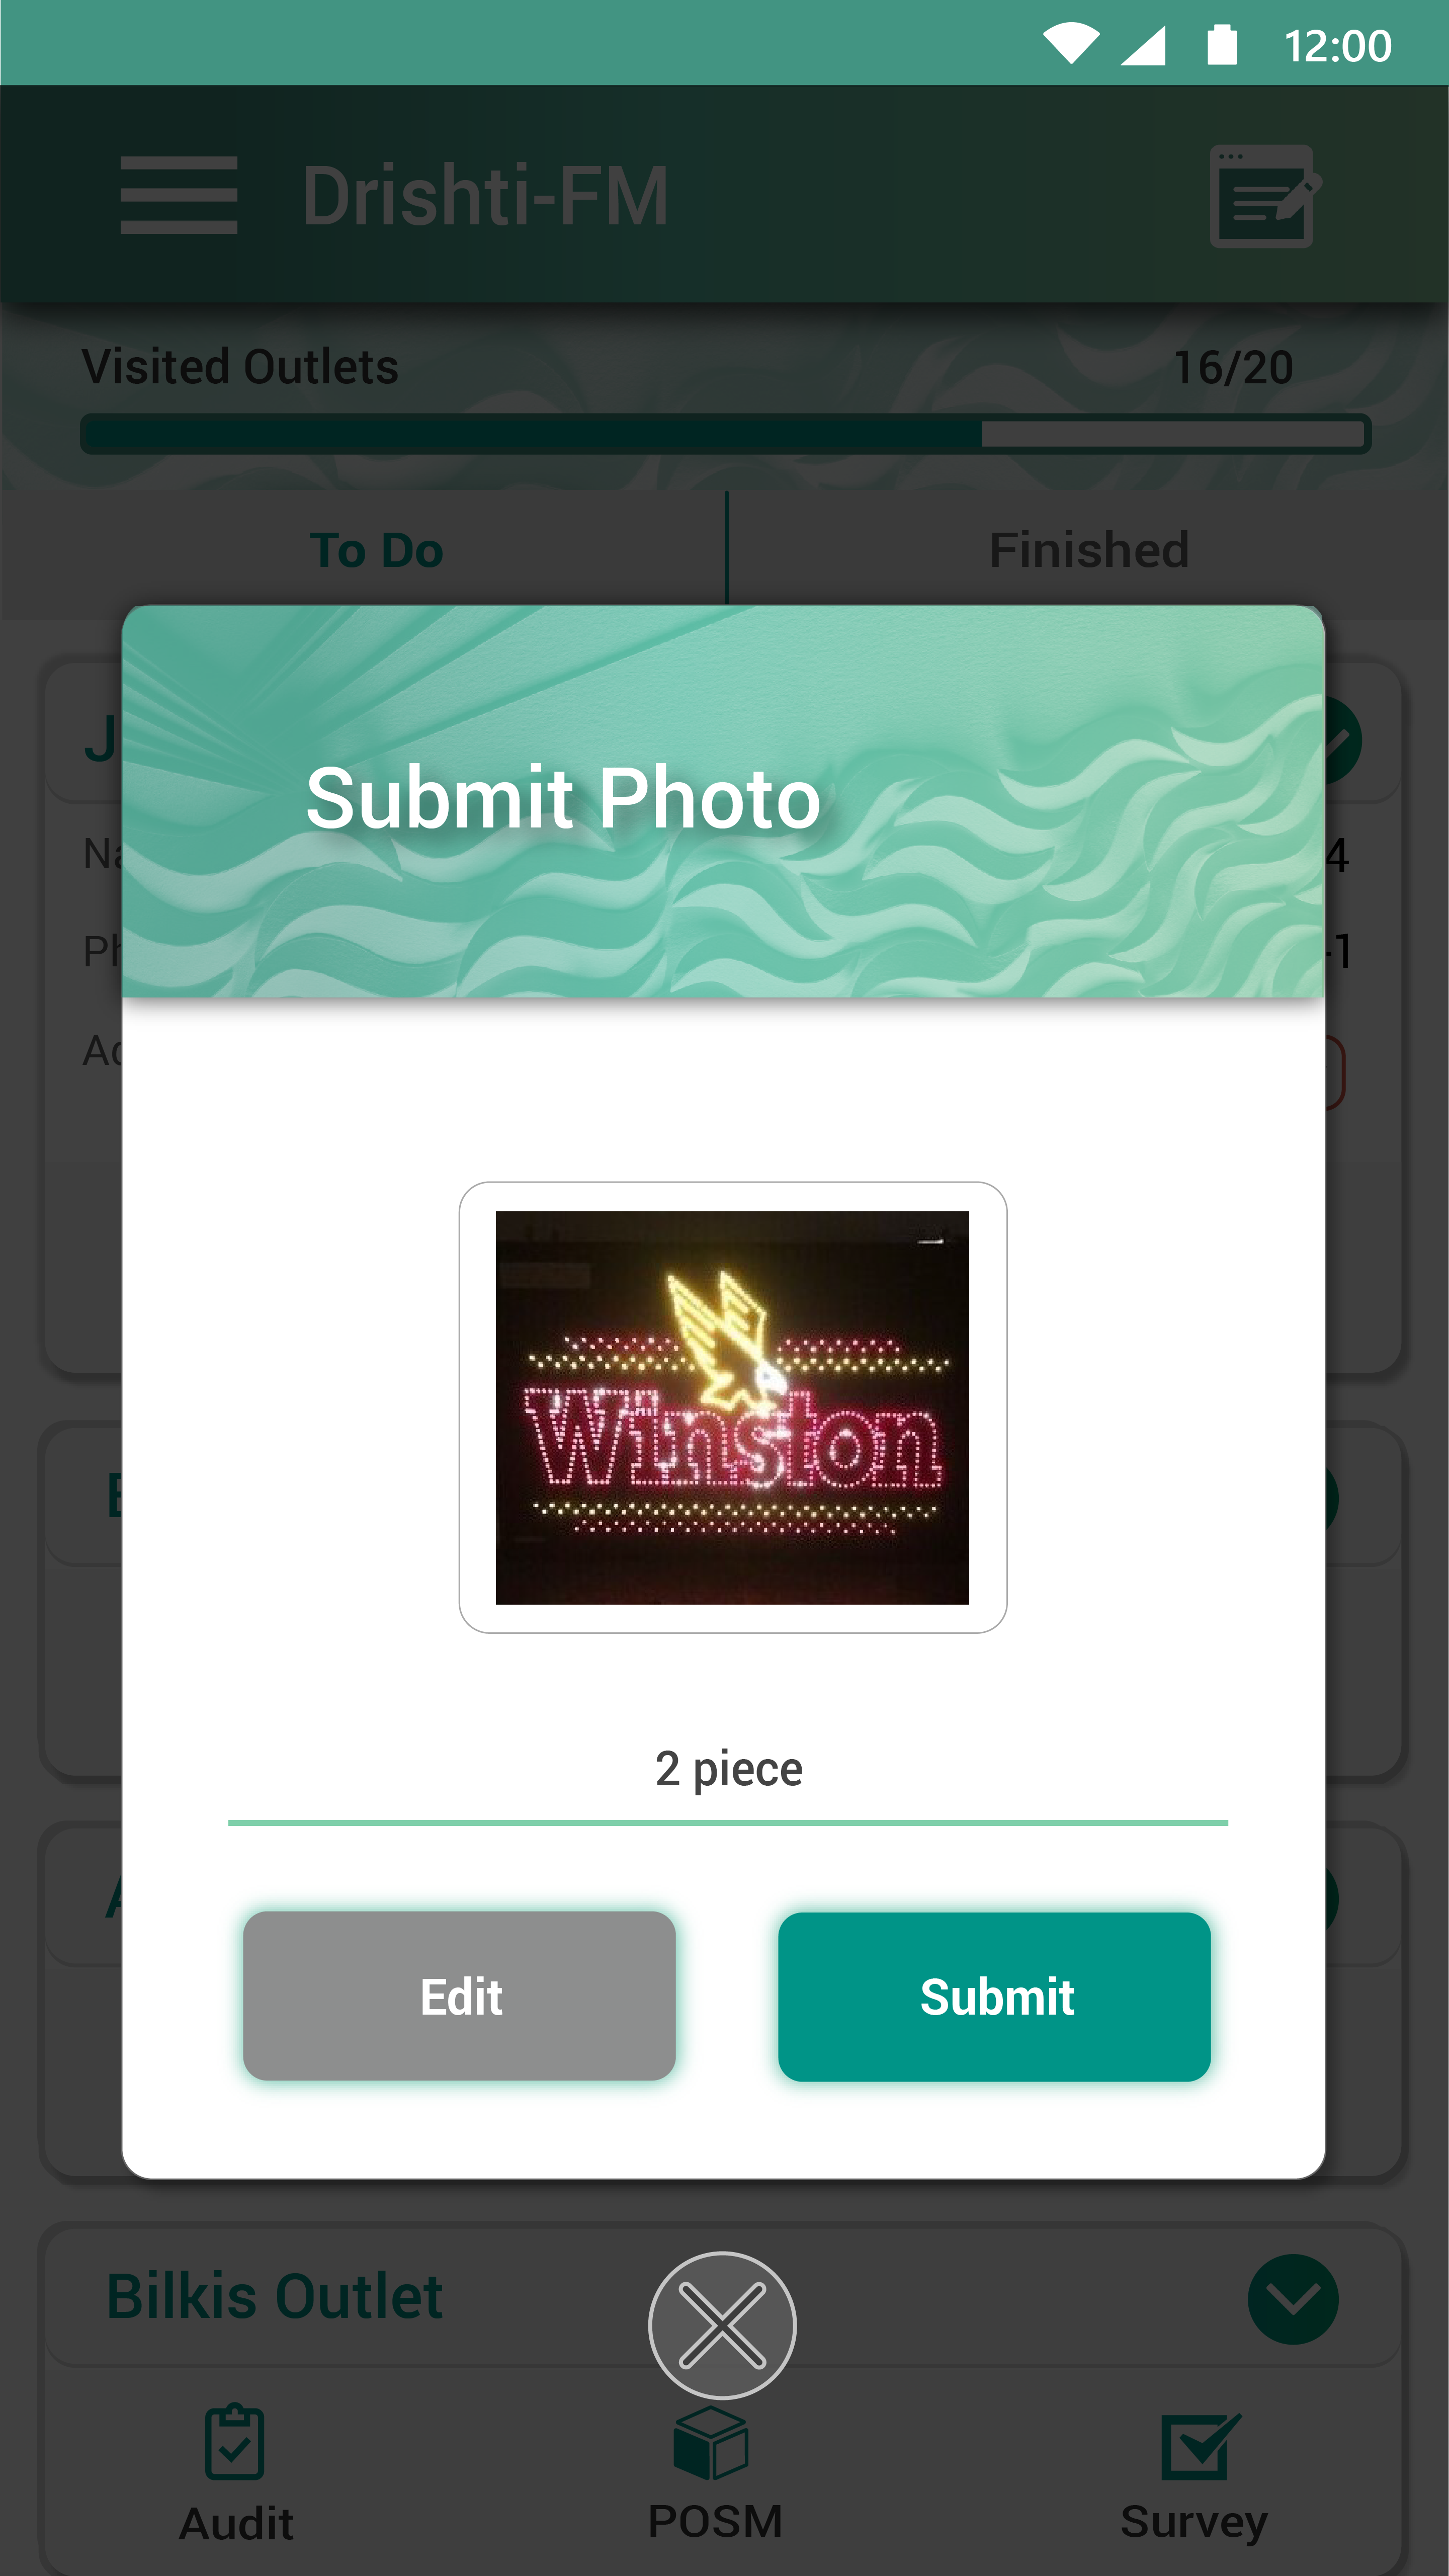 12:00
Drishti-FM
Visited Outlets 16/20
To Do Finished
Submit Photo
Winston
2 piece
Edit Submit
Bilkis Outlet
Audit POSM Survey